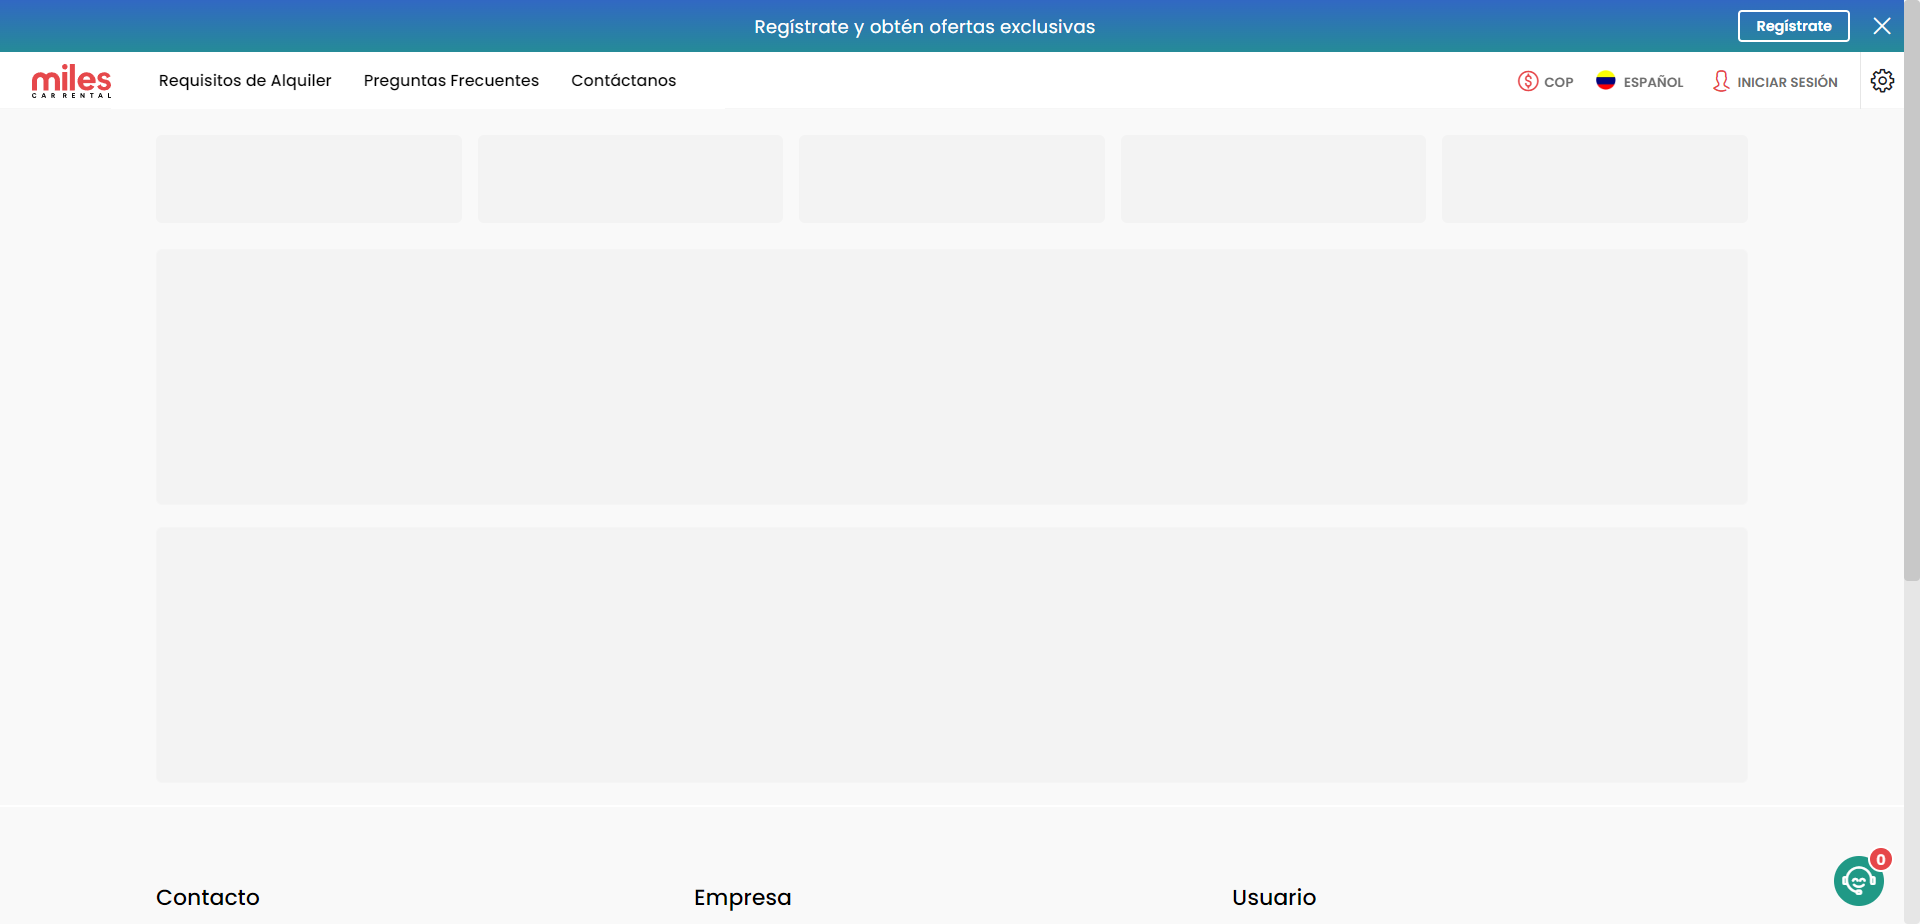 Regístrate y obtén ofertas exclusivas
Regístrate
miles
CAR RENTAL
Requisitos de Alquiler
Preguntas Frecuentes
Contáctanos
COP
ESPAÑOL
INICIAR SESIÓN
Contacto
Empresa
Usuario
0